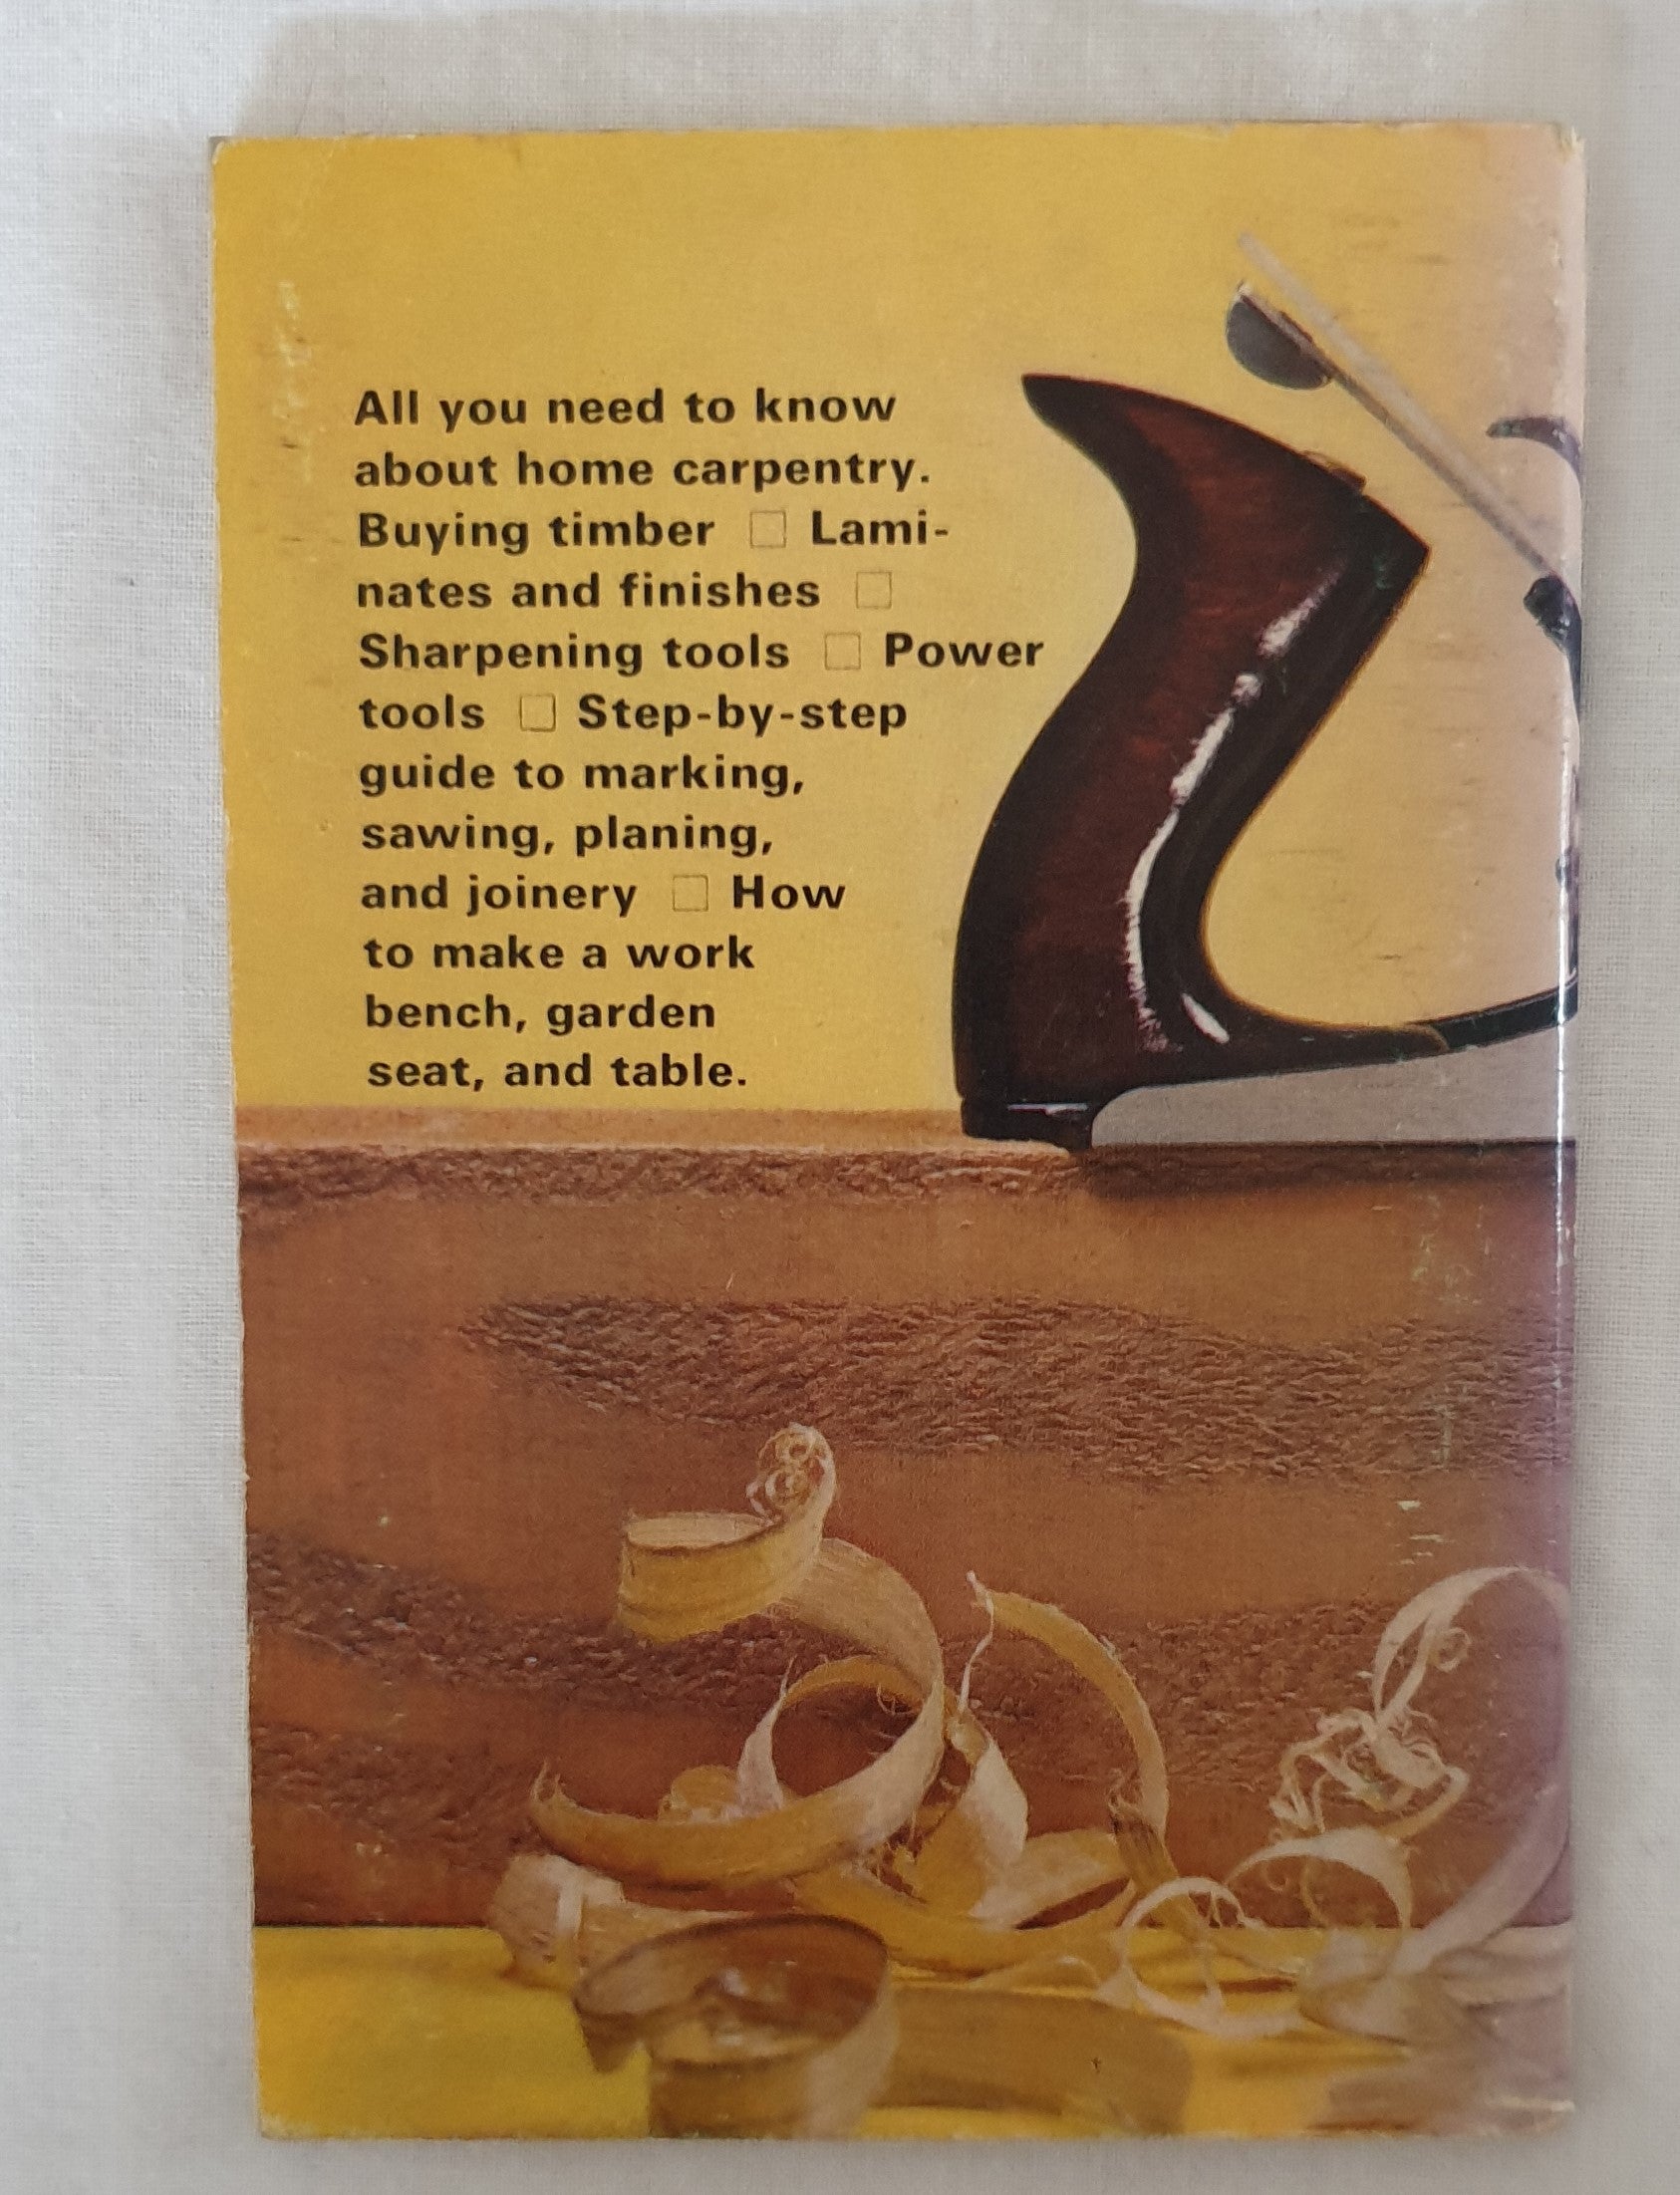 All you need to know
about home carpentry.
Buying timber □ Lami-
nates and finishes □
Sharpening tools □ Power
tools □ Step-by-step
guide to marking,
sawing, planing,
and joinery □ How
to make a work
bench, garden
seat, and table.